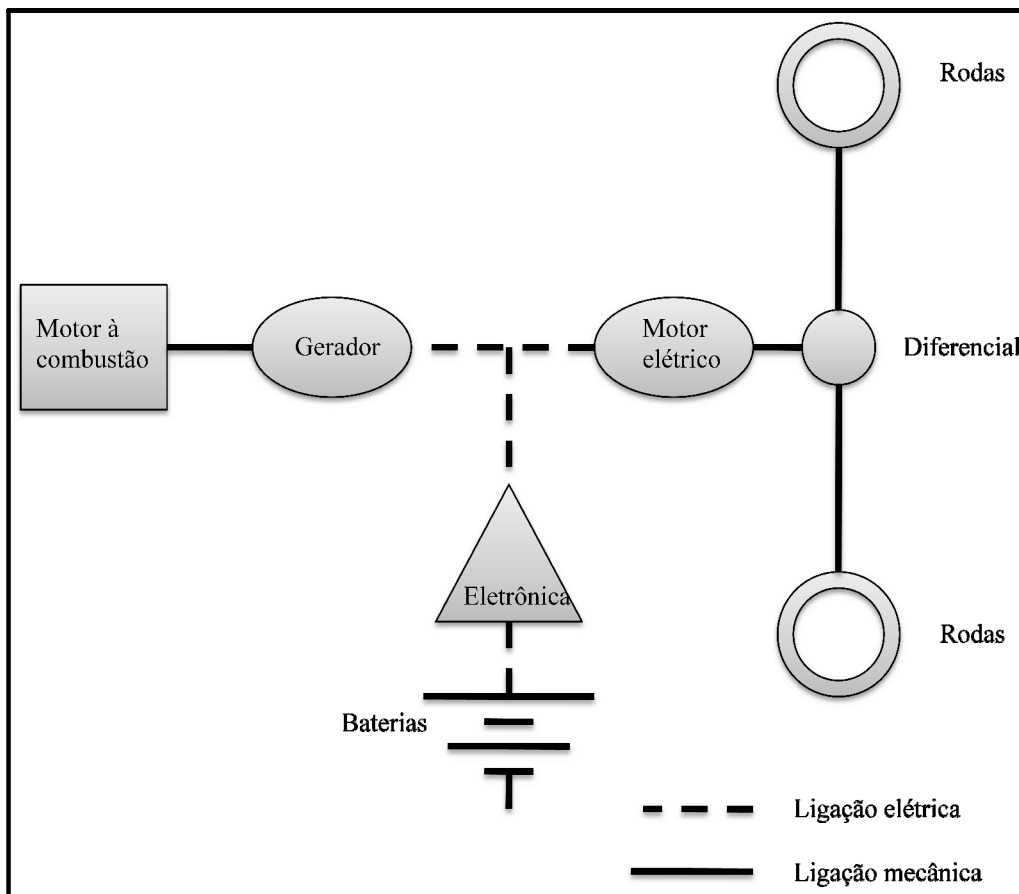 Rodas
Motor à
combustão
Gerador
Motor
elétrico
Diferencial
Eletrônica
Rodas
Baterias
Ligação elétrica
Ligação mecânica